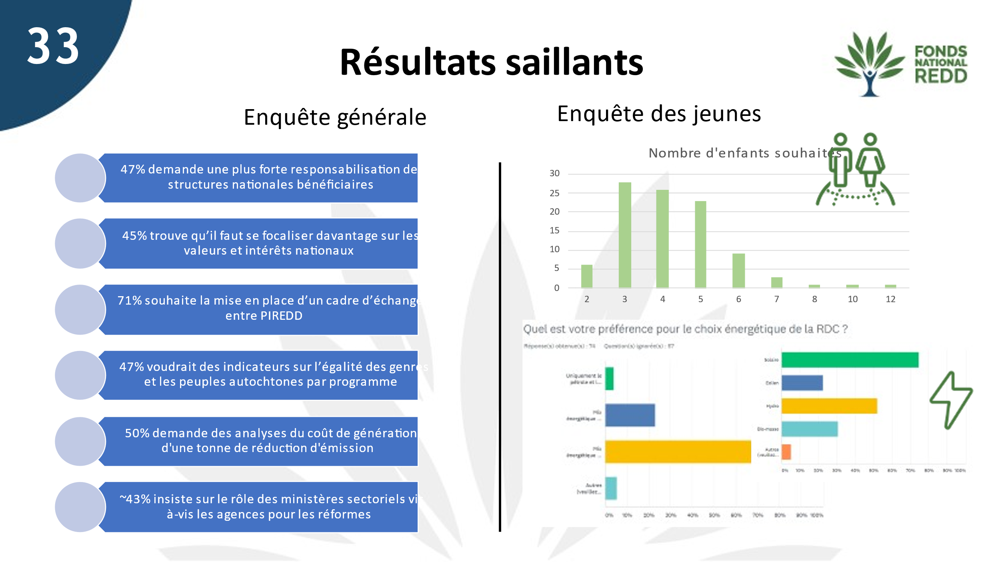 33
Résultats saillants
FONDS
NATIONAL
REDD
Enquête générale
47% demande une plus forte responsabilisation de
structures nationales bénéficiaires
45% trouve qu’il faut se focaliser davantage sur les
valeurs et intérêts nationaux
71% souhaite la mise en place d’un cadre d’échange
entre PIREDD
47% voudrait des indicateurs sur l’égalité des genres
et les peuples autochtones par programme
50% demande des analyses du coût de génération
d'une tonne de réduction d'émission
~43% insiste sur le rôle des ministères sectoriels vis
à-vis les agences pour les réformes
Enquête des jeunes
Nombre d'enfants souhaités
30
25
20
15
10
5
0
2 3 4 5 6 7 8 10 12
Quel est votre préférence pour le choix énergétique de la RDC ?
Réponse(s) obtenue(s) : 74 Question(s) ignorée(s) : 57
Uniquement le
pétrole et l...
Mix
énergétique ...
Mix
énergétique ...
Autres
(veuillez...
0% 10% 20% 30% 40% 50% 60% 70% 80% 90% 100%
Solaire
Eolien
Hydro
Bio-masse
Autres
(veuillez...
0% 10% 20% 30% 40% 50% 60% 70% 80% 90% 100%